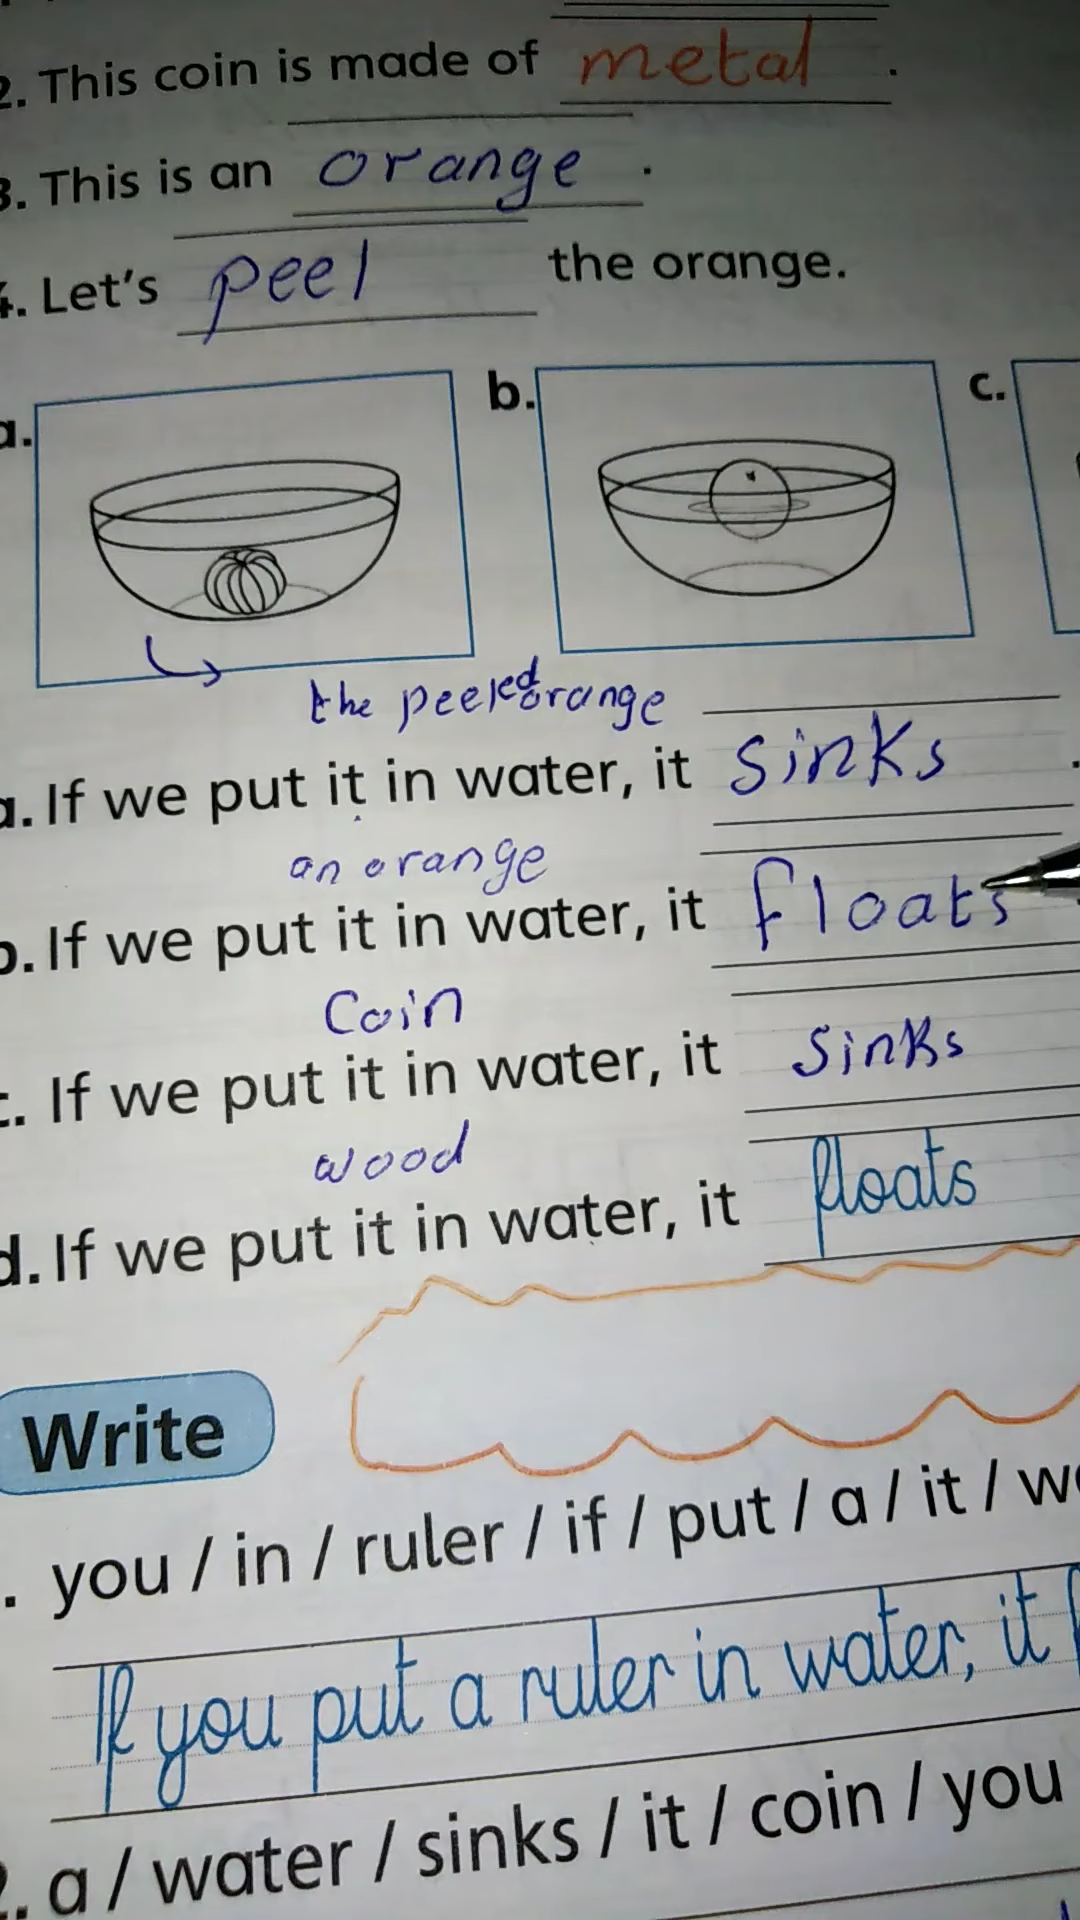 2. This coin is made of metal.
3. This is an orange.
4. Let's peel the orange.
a. b. c.
the peeled orange
a. If we put it in water, it sinks.
an orange
b. If we put it in water, it floats
Coin
c. If we put it in water, it sinks
wood
d. If we put it in water, it floats
Write
. you / in / ruler / if / put / a / it /
If you put a ruler in water, it
2. a / water / sinks / it / coin / you